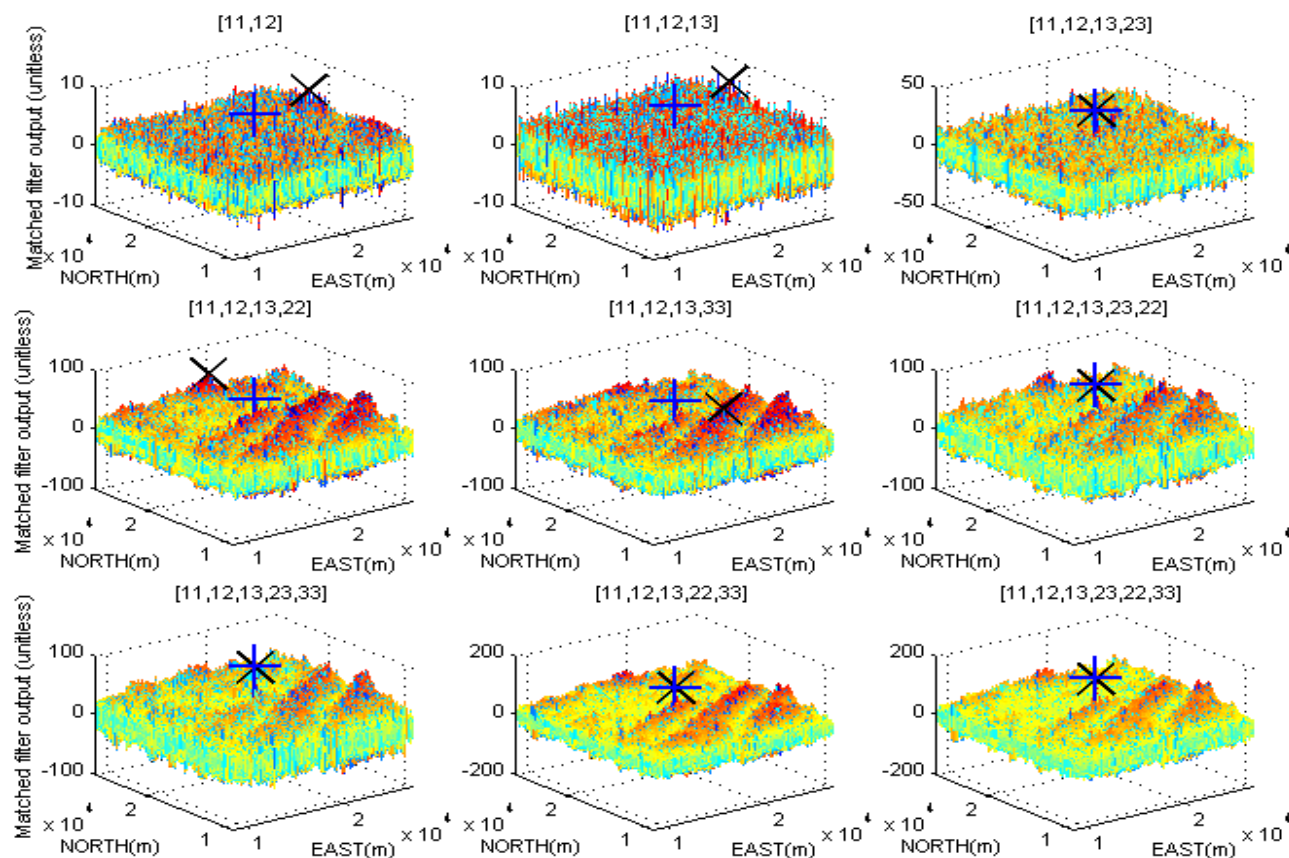 [11,12] [11,12,13] [11,12,13,23]
Matched filter output (unitless)
10 10 50
0 0 0
-10 -10 -50
2 2 2 2 2 2
1 1 1 1 1 1
× 10 × 10 × 10 × 10 × 10 × 10
NORTH(m) EAST(m) NORTH(m) EAST(m) NORTH(m) EAST(m)
[11,12,13,22] [11,12,13,33] [11,12,13,23,22]
Matched filter output (unitless)
100 100 100
0 0 0
-100 -100 -100
2 2 2 2 2 2
1 1 1 1 1 1
× 10 × 10 × 10 × 10 × 10 × 10
NORTH(m) EAST(m) NORTH(m) EAST(m) NORTH(m) EAST(m)
[11,12,13,23,33] [11,12,13,22,33] [11,12,13,23,22,33]
Matched filter output (unitless)
100 200 200
0 0 0
-100 -200 -200
2 2 2 2 2 2
1 1 1 1 1 1
× 10 × 10 × 10 × 10 × 10 × 10
NORTH(m) EAST(m) NORTH(m) EAST(m) NORTH(m) EAST(m)